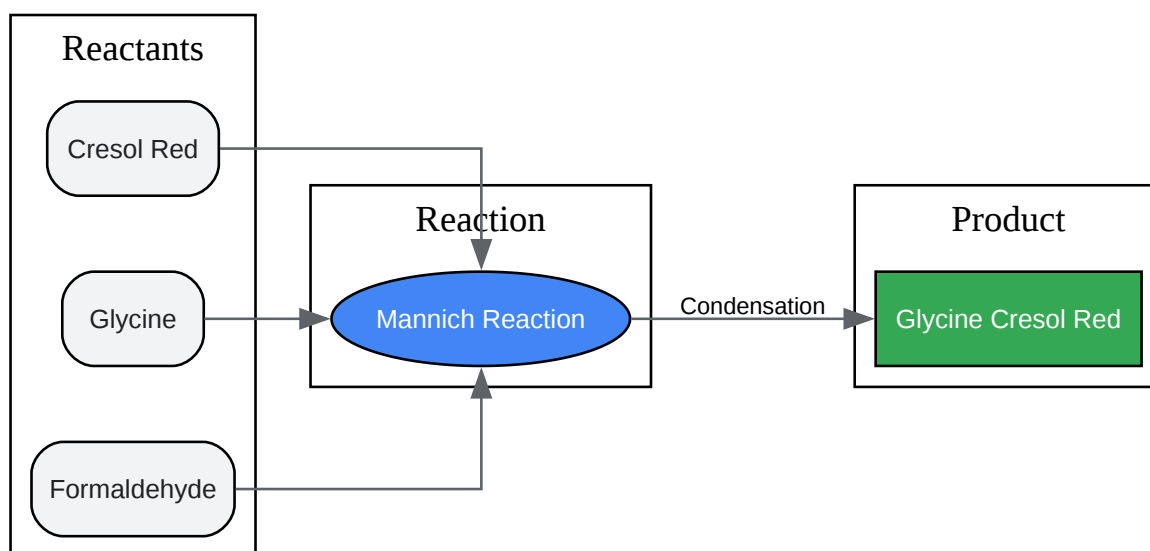 Reactants
Cresol Red
Glycine
Formaldehyde
Reaction
Mannich Reaction
Condensation
Product
Glycine Cresol Red